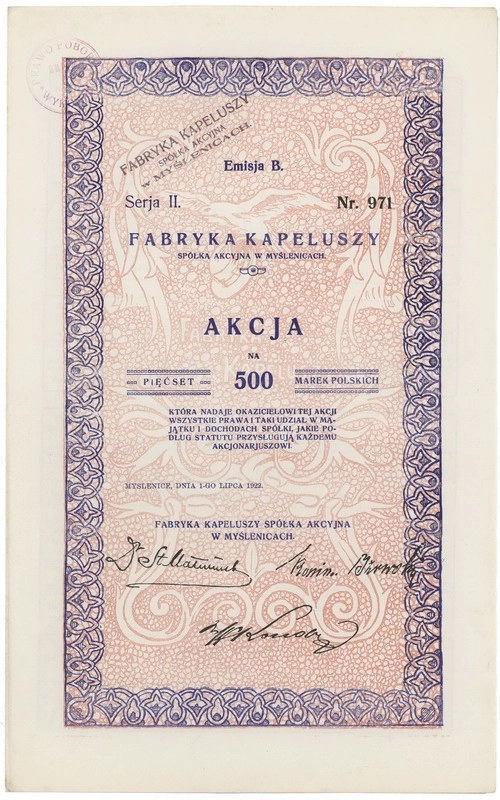 PRAWO POBORU
FABRYKA KAPELUSZY
SPÓŁKA AKCYJNA
W MYŚLENICACH
Emisja B.
Serja II. Nr. 971
FABRYKA KAPELUSZY
SPÓŁKA AKCYJNA W MYŚLENICACH.
AKCJA
NA
PIĘĆSET 500 MAREK POLSKICH
KTÓRA NADAJE OKAZICIELOWI TEJ AKCJI
WSZYSTKIE PRAWA I TAKI UDZIAŁ W MA-
JĄTKU I DOCHODACH SPÓŁKI, JAKIE PO-
DŁUG STATUTU PRZYSŁUGUJĄ KAŻDEMU
AKCJONARJUSZOWI.
MYŚLENICE, DNIA 1-GO LIPCA 1922.
FABRYKA KAPELUSZY SPÓŁKA AKCYJNA
W MYŚLENICACH.